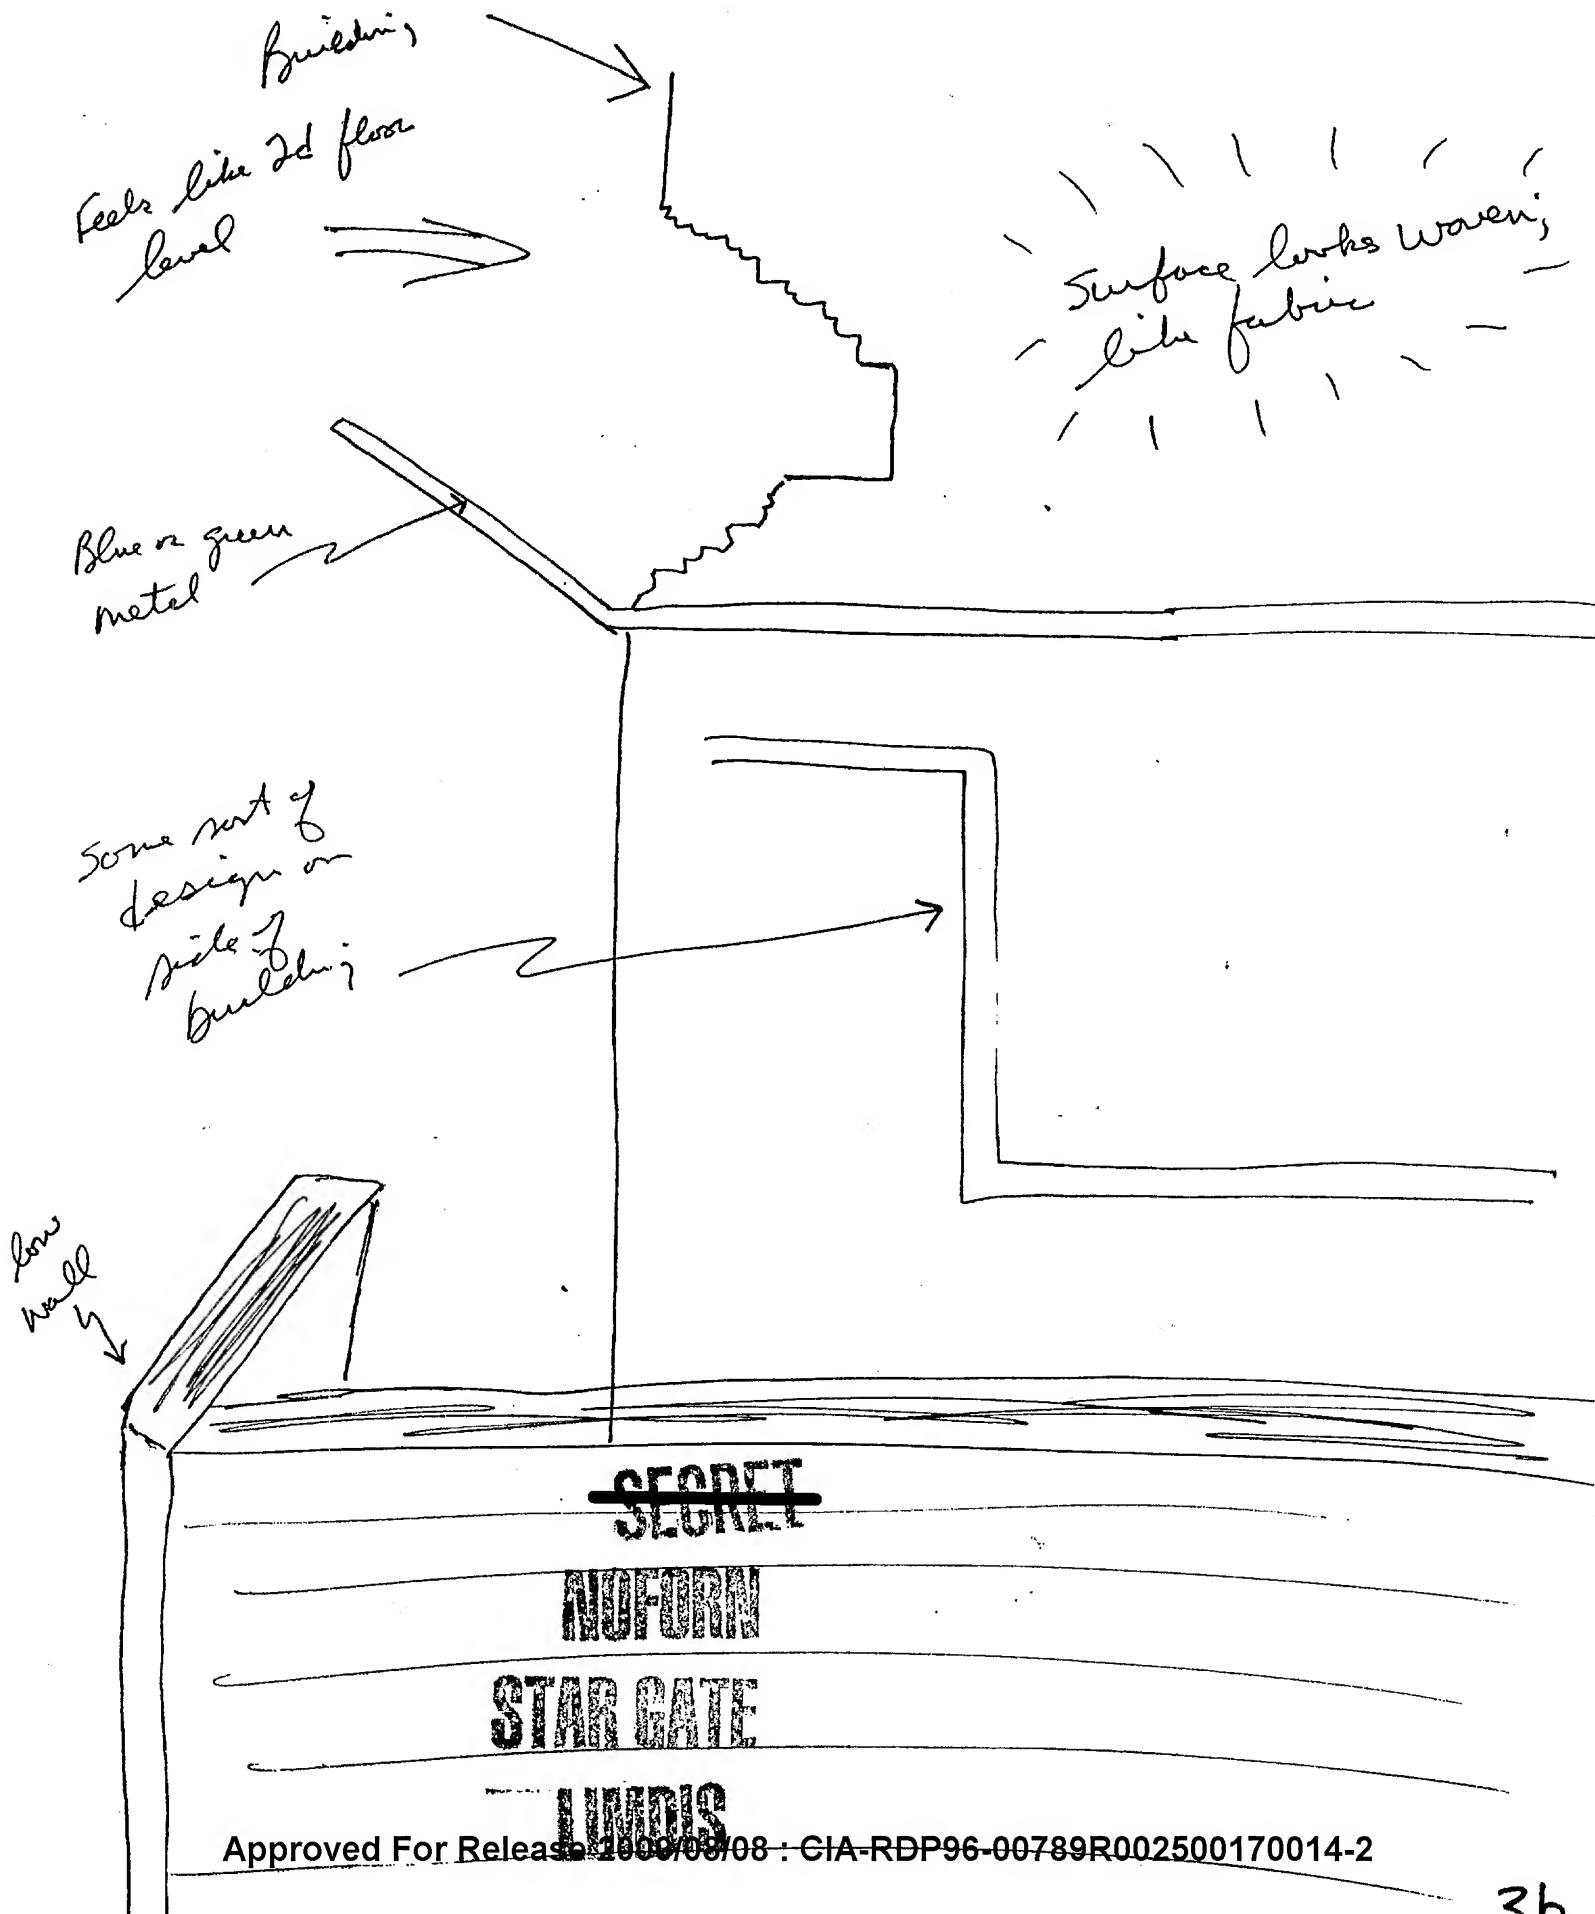 Building
Feels like 2d floor
level
Surface looks woven;
like fabric
Blue or green
metal
Some sort of
design on
side of
building
low
wall
SECRET
NOFORN
STAR GATE
LIMDIS
Approved For Release 2000/08/08 : CIA-RDP96-00789R002500170014-2
3b